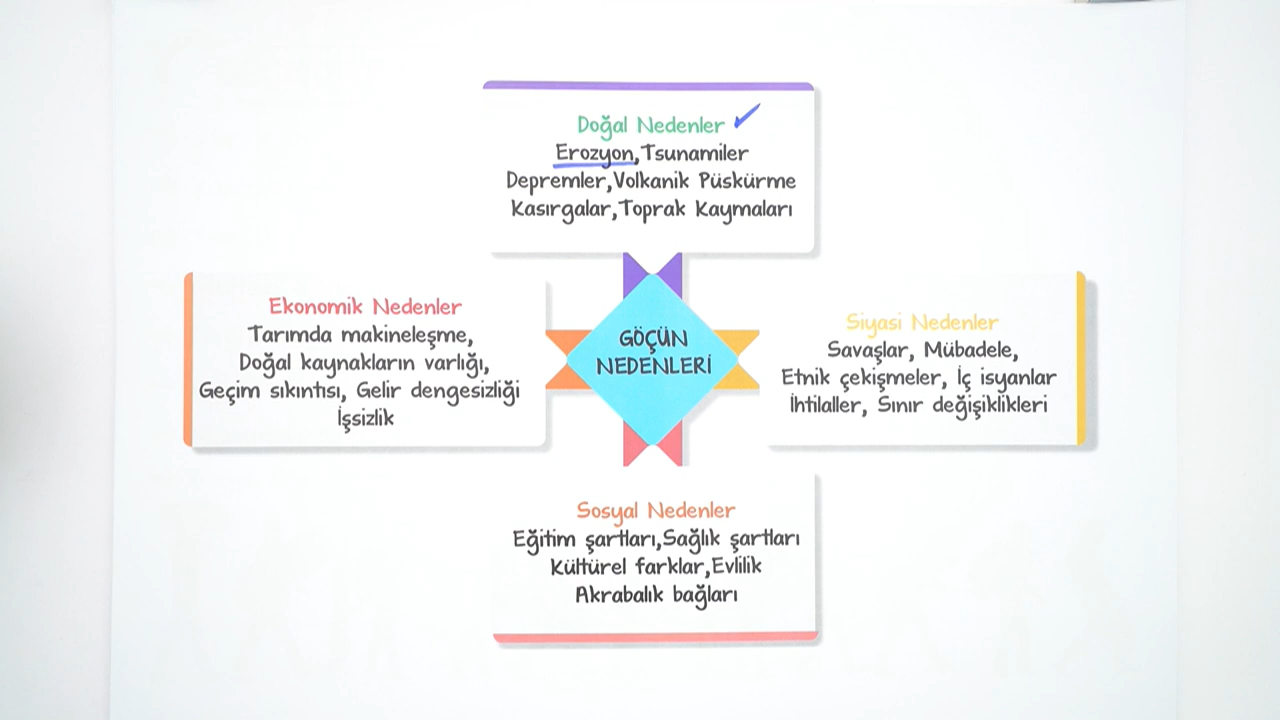 Doğal Nedenler
Erozyon,Tsunamiler
Depremler,Volkanik Püskürme
Kasırgalar,Toprak Kaymaları
Ekonomik Nedenler
Tarımda makineleşme,
Doğal kaynakların varlığı,
Geçim sıkıntısı, Gelir dengesizliği
İşsizlik
GÖÇÜN
NEDENLERİ
Siyasi Nedenler
Savaşlar, Mübadele,
Etnik çekişmeler, İç isyanlar
İhtilaller, Sınır değişiklikleri
Sosyal Nedenler
Eğitim şartları,Sağlık şartları
Kültürel farklar,Evlilik
Akrabalık bağları